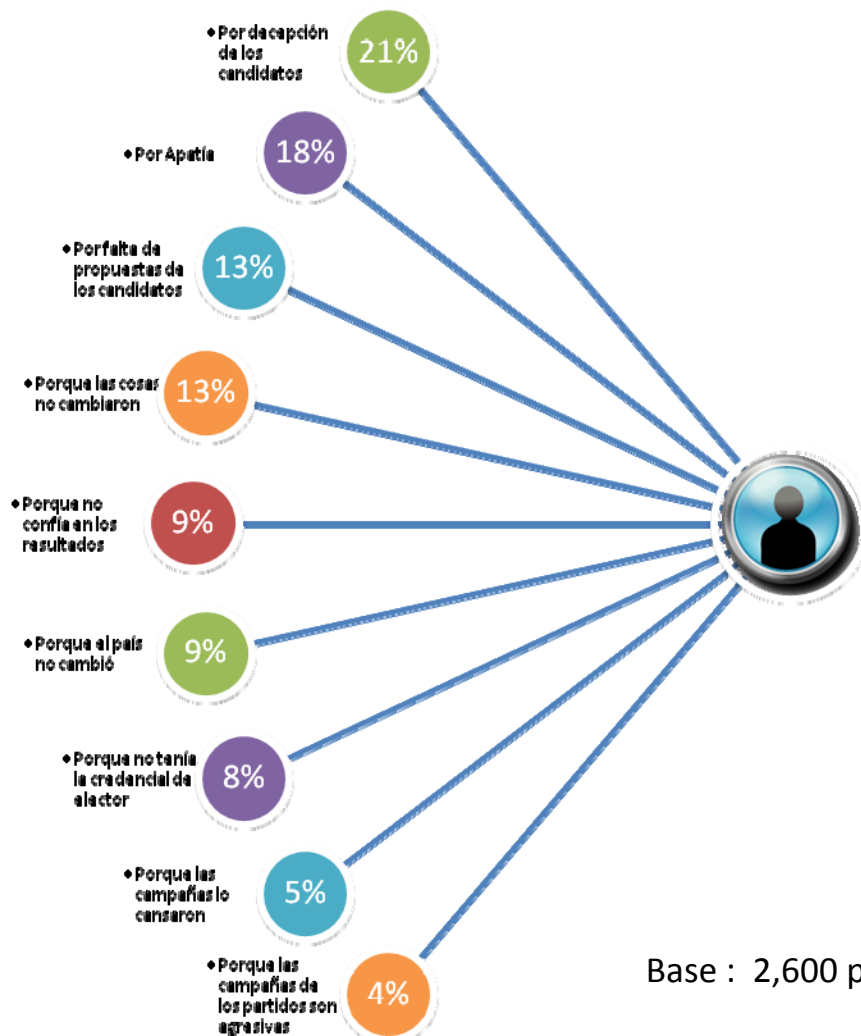 • Por decepción
de los
candidatos
21%
• Por Apatía
18%
• Por falta de
propuestas de
los candidatos
13%
• Porque las cosas
no cambiaron
13%
• Porque no
confía en los
resultados
9%
• Porque el país
no cambió
9%
• Porque no tenía
la credencial de
elector
8%
• Porque las
campañas lo
cansaron
5%
• Porque las
campañas de
los partidos son
agresivas
4%
Base : 2,600 p